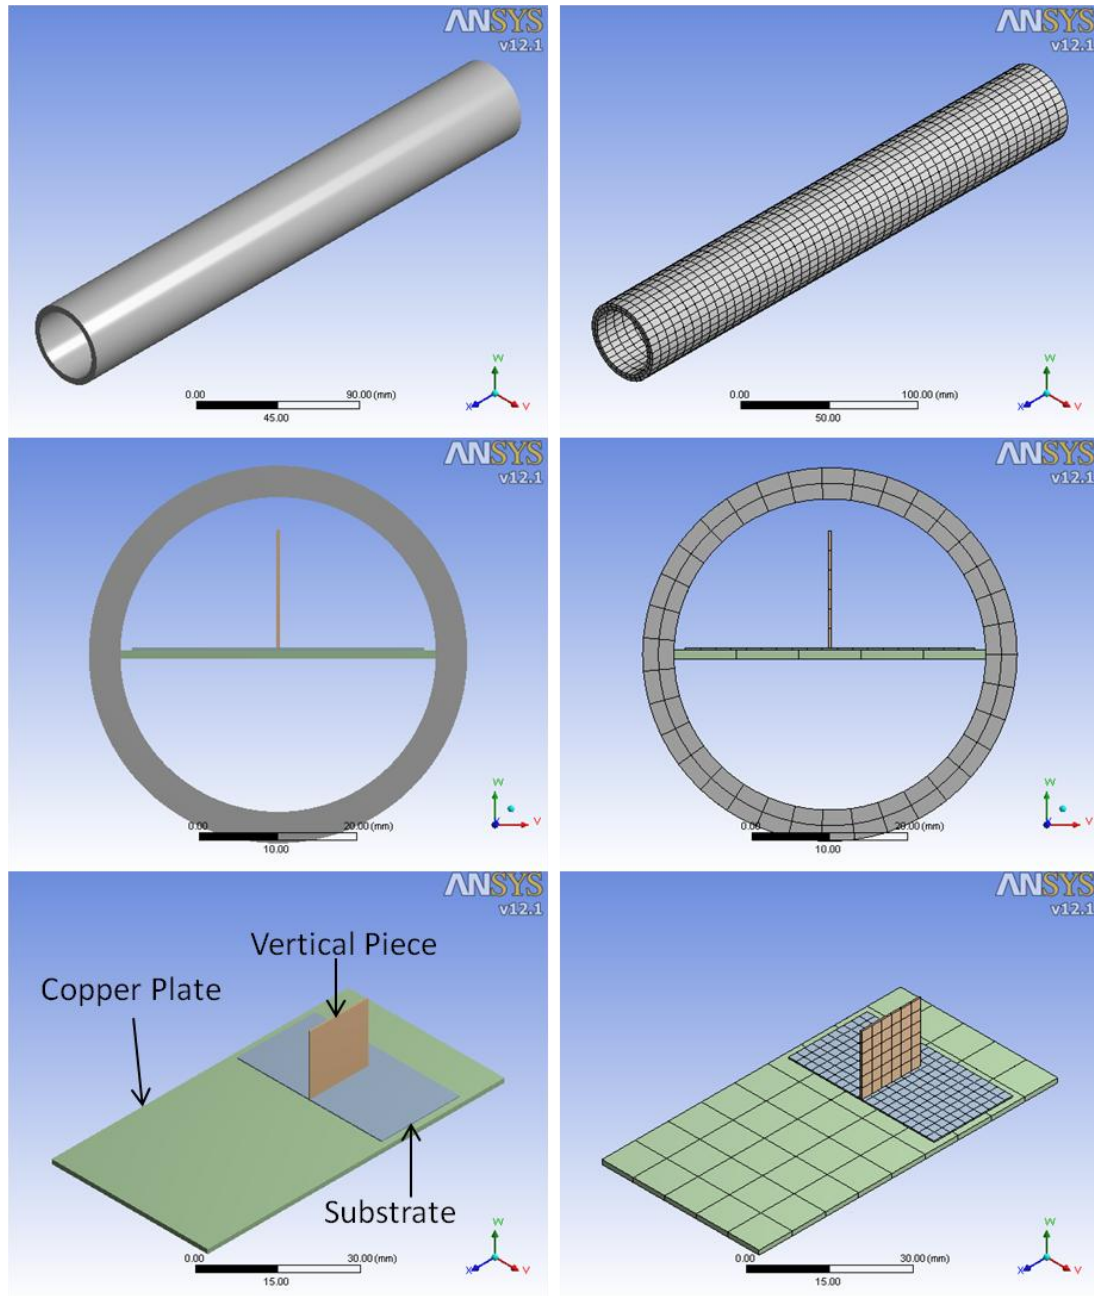 ANSYS
v12.1
0.00 90.00 (mm)
45.00
W
X V
ANSYS
v12.1
0.00 100.00 (mm)
50.00
W
X V
ANSYS
v12.1
0.00 20.00 (mm)
10.00
W
V
ANSYS
v12.1
0.00 20.00 (mm)
10.00
W
V
ANSYS
v12.1
Vertical Piece
Copper Plate
Substrate
0.00 30.00 (mm)
15.00
W
X V
ANSYS
v12.1
0.00 30.00 (mm)
15.00
W
X V